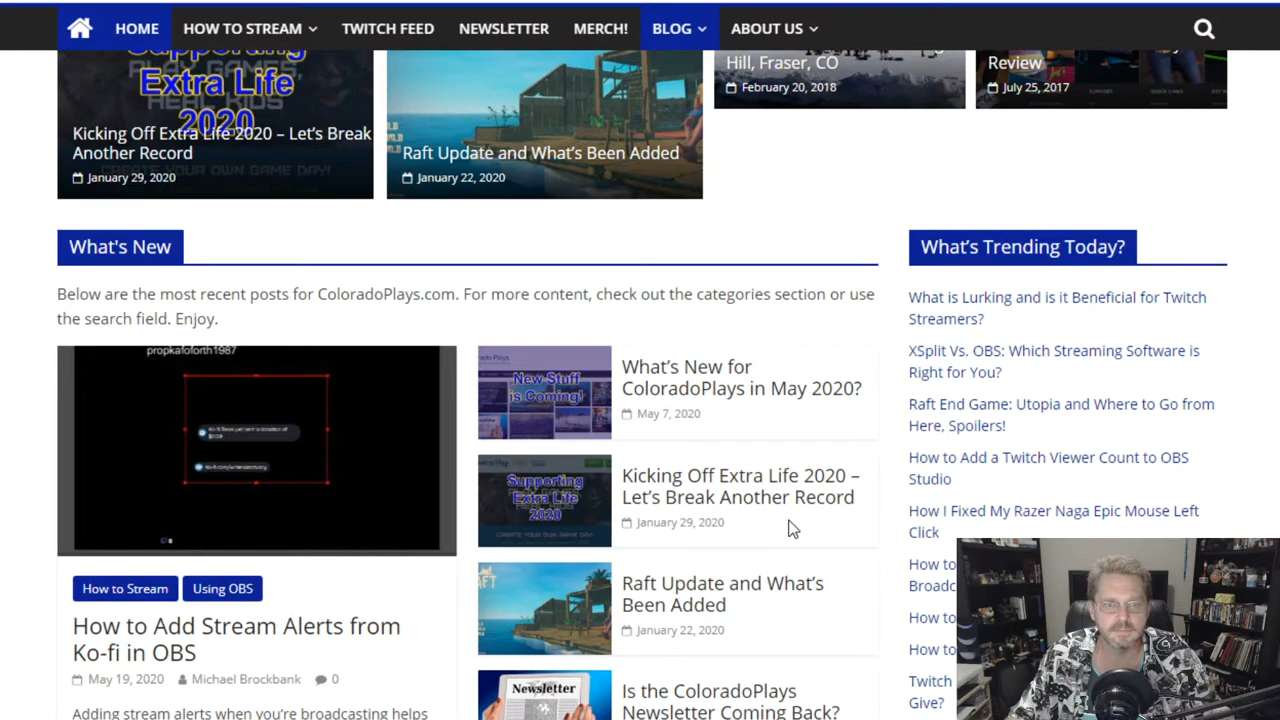 HOME
HOW TO STREAM
TWITCH FEED
NEWSLETTER
MERCH!
BLOG
ABOUT US
Supporting
Extra Life
2020
Kicking Off Extra Life 2020 – Let's Break
Another Record
January 29, 2020
CREATE YOUR OWN GAME DAY!
Raft Update and What's Been Added
January 22, 2020
Hill, Fraser, CO
February 20, 2018
Review
July 25, 2017
What's New
Below are the most recent posts for ColoradoPlays.com. For more content, check out the categories section or use
the search field. Enjoy.
propkafoforth1987
How to Stream
Using OBS
How to Add Stream Alerts from
Ko-fi in OBS
May 19, 2020
Michael Brockbank
0
Adding stream alerts when you're broadcasting helps
New Stuff
is Coming!
What's New for
ColoradoPlays in May 2020?
May 7, 2020
Supporting
Extra Life
2020
Kicking Off Extra Life 2020 –
Let's Break Another Record
January 29, 2020
Raft Update and What's
Been Added
January 22, 2020
Newsletter
Is the ColoradoPlays
Newsletter Coming Back?
What's Trending Today?
What is Lurking and is it Beneficial for Twitch
Streamers?
XSplit Vs. OBS: Which Streaming Software is
Right for You?
Raft End Game: Utopia and Where to Go from
Here, Spoilers!
How to Add a Twitch Viewer Count to OBS
Studio
How I Fixed My Razer Naga Epic Mouse Left
Click
How to
Broadc
How to
How to
Twitch
Give?